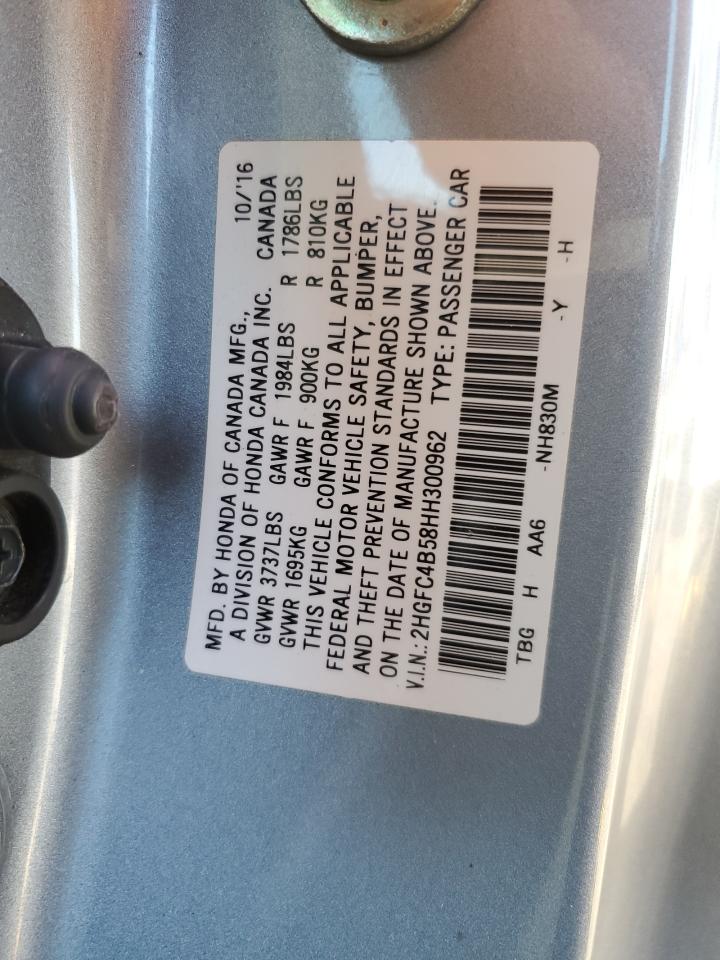 MFD. BY HONDA OF CANADA MFG., 10/'16
A DIVISION OF HONDA CANADA INC. CANADA
GVWR 3737LBS GAWR F 1984LBS R 1786LBS
GVWR 1695KG GAWR F 900KG R 810KG
THIS VEHICLE CONFORMS TO ALL APPLICABLE
FEDERAL MOTOR VEHICLE SAFETY, BUMPER,
AND THEFT PREVENTION STANDARDS IN EFFECT
ON THE DATE OF MANUFACTURE SHOWN ABOVE.
V.I.N.: 2HGFC4B58HH300962 TYPE: PASSENGER CAR
TBG H AA6 -NH830M -Y -H